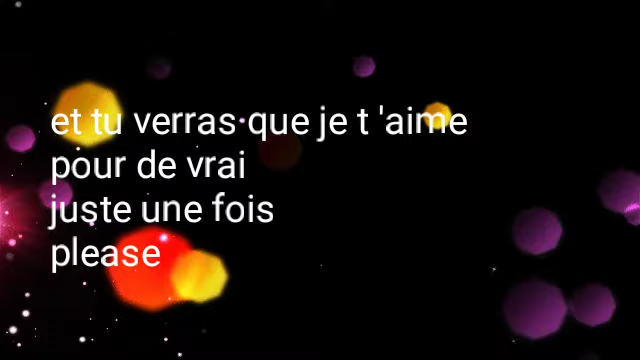 et tu verras que je t 'aime
pour de vrai
juste une fois
please